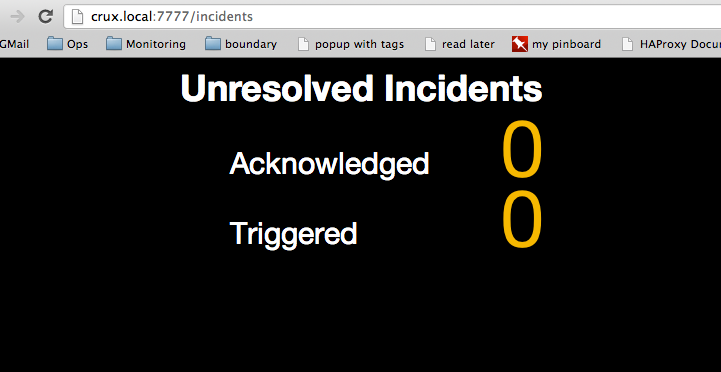 crux.local:7777/incidents
GMail Ops Monitoring boundary popup with tags read later my pinboard HAProxy Docu
Unresolved Incidents
Acknowledged 0
Triggered 0